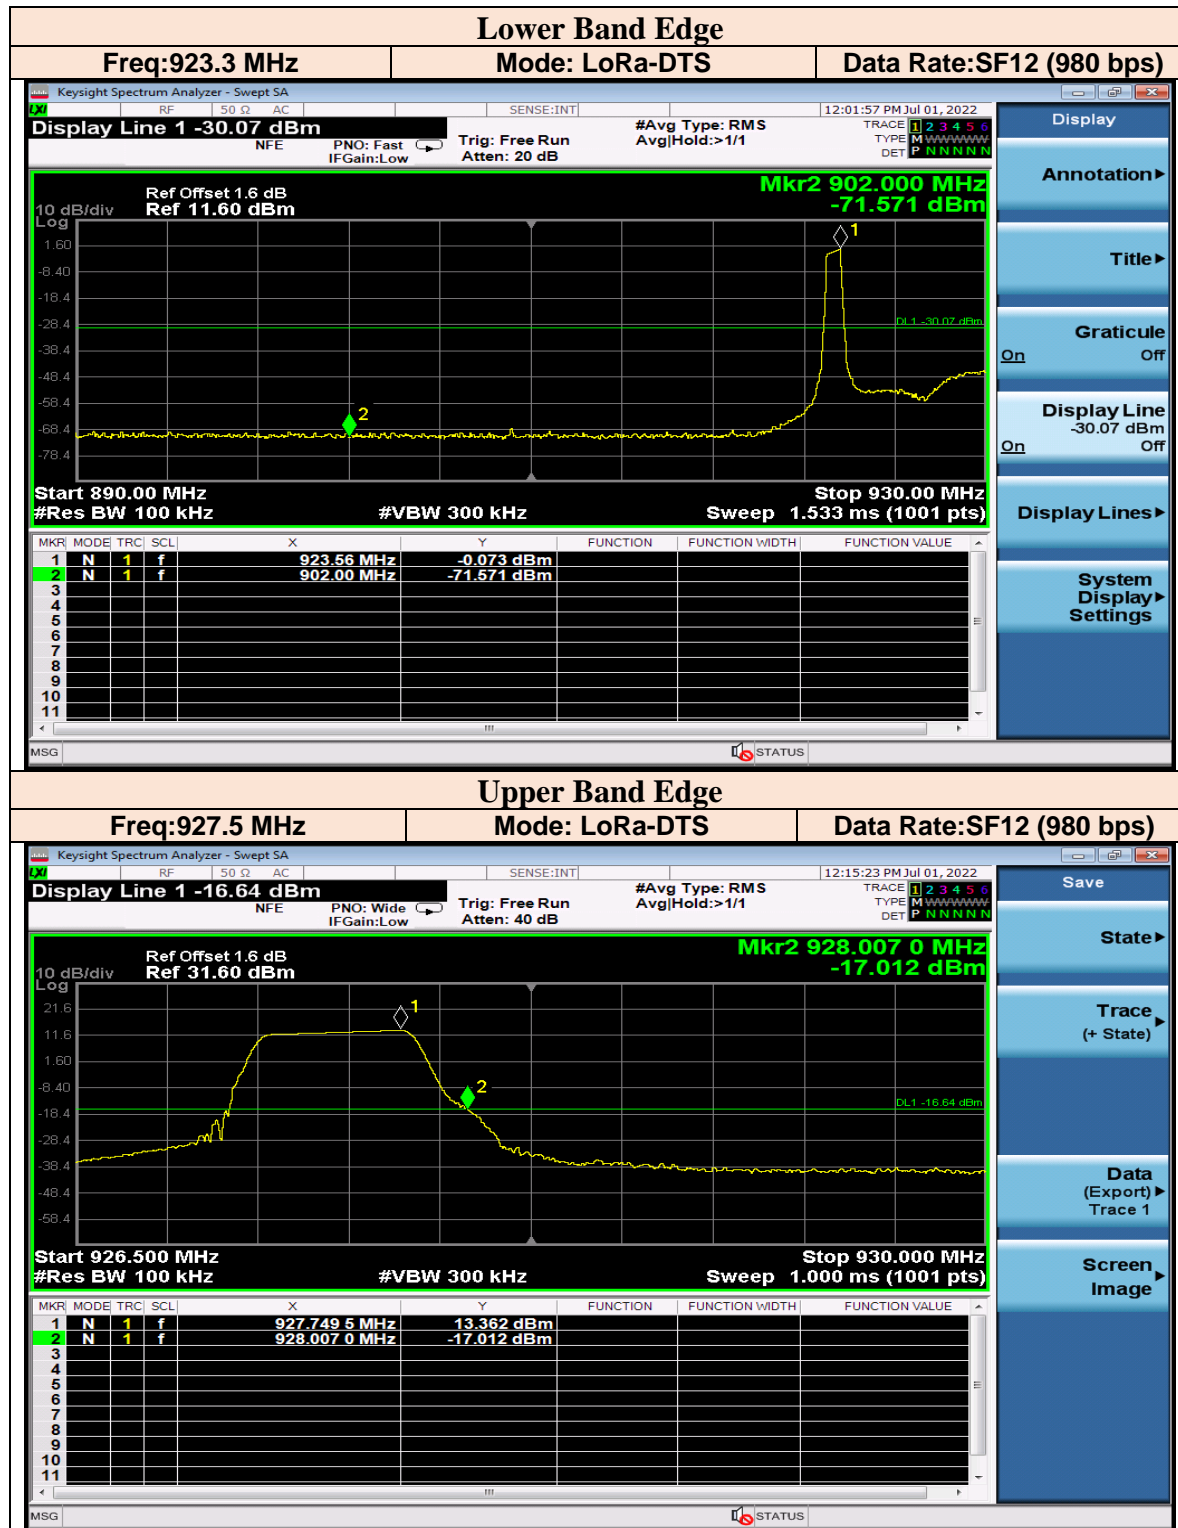 Lower Band Edge
Freq:923.3 MHz Mode: LoRa-DTS Data Rate:SF12 (980 bps)
Keysight Spectrum Analyzer - Swept SA
LXI RF 50 Ω AC SENSE:INT 12:01:57 PM Jul 01, 2022
Display Line 1 -30.07 dBm #Avg Type: RMS TRACE 1 2 3 4 5 6
NFE PNO: Fast Trig: Free Run Avg|Hold:>1/1 TYPE M WWWWW
IFGain:Low Atten: 20 dB DET P N N N N N
Mkr2 902.000 MHz
-71.571 dBm
Ref Offset 1.6 dB
10 dB/div Ref 11.60 dBm
Log
1
1.60
-8.40
-18.4
-28.4
DL1 -30.07 dBm
-38.4
-48.4
-58.4
2
-68.4
-78.4
Start 890.00 MHz Stop 930.00 MHz
#Res BW 100 kHz #VBW 300 kHz Sweep 1.533 ms (1001 pts)
MKR MODE TRC SCL X Y FUNCTION FUNCTION WIDTH FUNCTION VALUE
1 N 1 f 923.56 MHz -0.073 dBm
2 N 1 f 902.00 MHz -71.571 dBm
3
4
5
6
7
8
9
10
11
MSG STATUS
Display
Annotation
Title
Graticule
On Off
Display Line
-30.07 dBm
On Off
Display Lines
System
Display
Settings
Upper Band Edge
Freq:927.5 MHz Mode: LoRa-DTS Data Rate:SF12 (980 bps)
Keysight Spectrum Analyzer - Swept SA
LXI RF 50 Ω AC SENSE:INT 12:15:23 PM Jul 01, 2022
Display Line 1 -16.64 dBm #Avg Type: RMS TRACE 1 2 3 4 5 6
NFE PNO: Wide Trig: Free Run Avg|Hold:>1/1 TYPE M WWWWW
IFGain:Low Atten: 40 dB DET P N N N N N
Mkr2 928.007 0 MHz
-17.012 dBm
Ref Offset 1.6 dB
10 dB/div Ref 31.60 dBm
Log
21.6
1
11.6
1.60
-8.40
2
DL1 -16.64 dBm
-18.4
-28.4
-38.4
-48.4
-58.4
Start 926.500 MHz Stop 930.000 MHz
#Res BW 100 kHz #VBW 300 kHz Sweep 1.000 ms (1001 pts)
MKR MODE TRC SCL X Y FUNCTION FUNCTION WIDTH FUNCTION VALUE
1 N 1 f 927.749 5 MHz 13.362 dBm
2 N 1 f 928.007 0 MHz -17.012 dBm
3
4
5
6
7
8
9
10
11
MSG STATUS
Save
State
Trace
(+ State)
Data
(Export)
Trace 1
Screen
Image